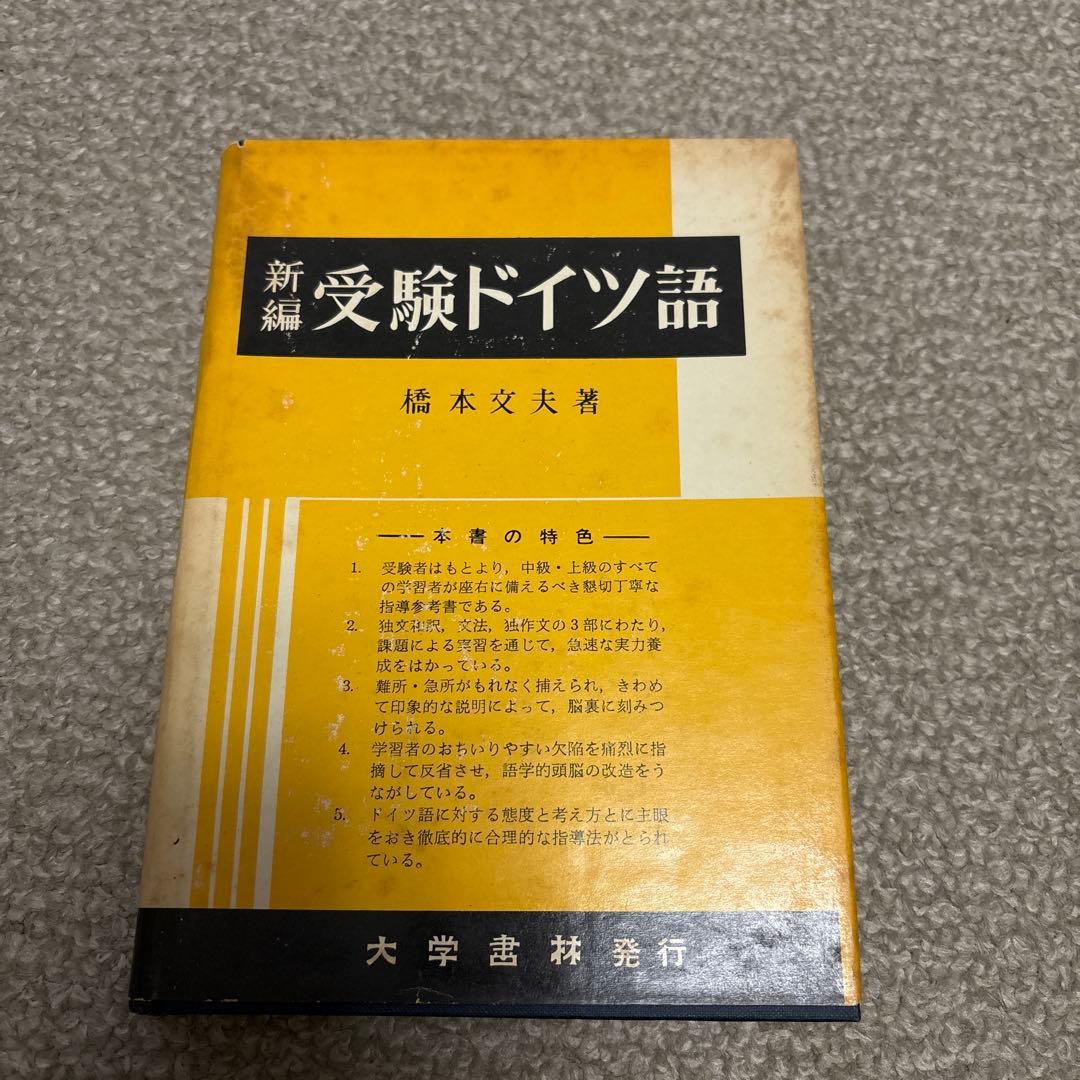 新編 受験ドイツ語
橋本文夫著
本書の特色
1. 受験者はもとより，中級・上級のすべて
の学習者が座右に備えるべき懇切丁寧な
指導参考書である。
2. 独文和訳，文法，独作文の3部にわたり，
課題による実習を通じて，急速な実力養
成をはかっている。
3. 難所・急所がもれなく捕えられ，きわめ
て印象的な説明によって，脳裏に刻みつ
けられる。
4. 学習者のおちいりやすい欠陥を痛烈に指
摘して反省させ，語学的頭脳の改造をう
ながしている。
5. ドイツ語に対する態度と考え方とに主眼
をおき徹底的に合理的な指導法がとられ
ている。
大学書林発行